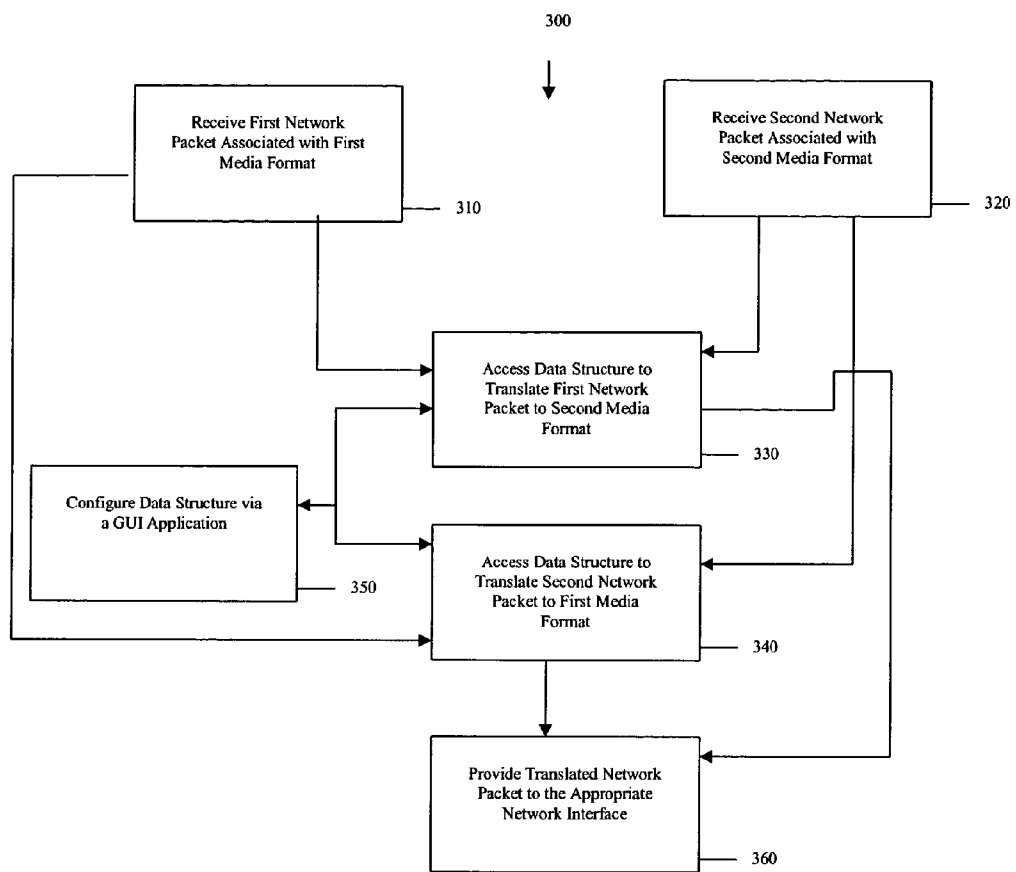 300
Receive First Network
Packet Associated with First
Media Format
310
Receive Second Network
Packet Associated with
Second Media Format
320
Access Data Structure to
Translate First Network
Packet to Second Media
Format
330
Configure Data Structure via
a GUI Application
350
Access Data Structure to
Translate Second Network
Packet to First Media
Format
340
Provide Translated Network
Packet to the Appropriate
Network Interface
360